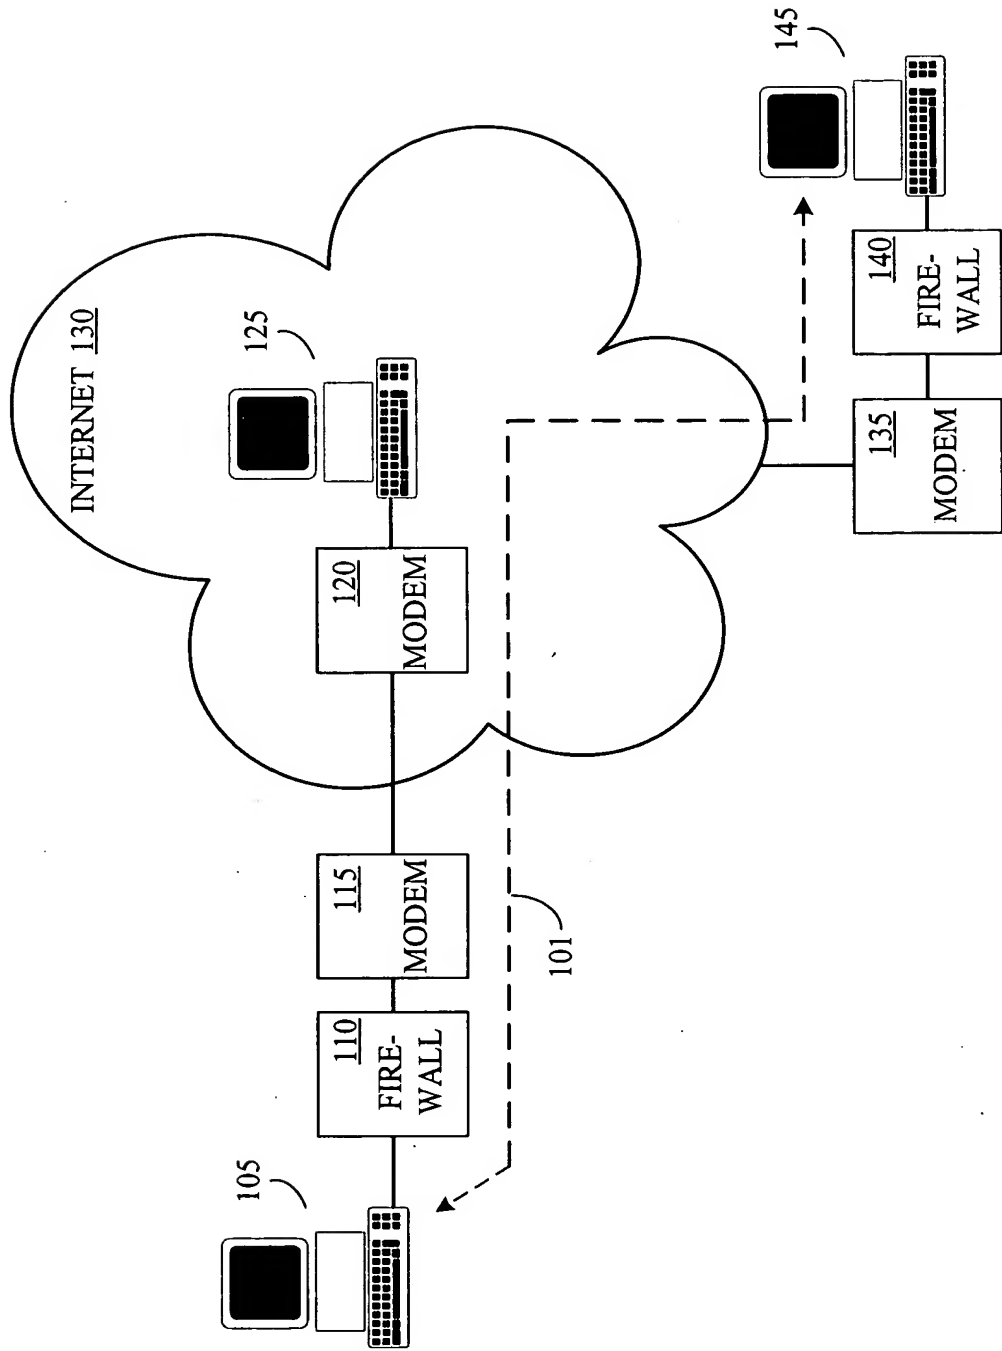 INTERNET 130
125
120
MODEM
115
MODEM
110
FIRE-
WALL
105
101
145
140
FIRE-
WALL
135
MODEM